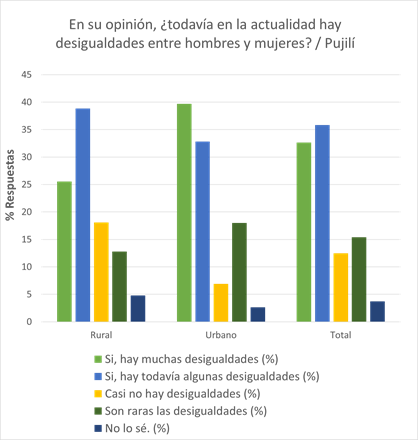 En su opinión, ¿todavía en la actualidad hay
desigualdades entre hombres y mujeres? / Pujilí
45
40
35
30
25
20
15
10
5
0
% Respuestas
Rural
Urbano
Total
Si, hay muchas desigualdades (%)
Si, hay todavía algunas desigualdades (%)
Casi no hay desigualdades (%)
Son raras las desigualdades (%)
No lo sé. (%)